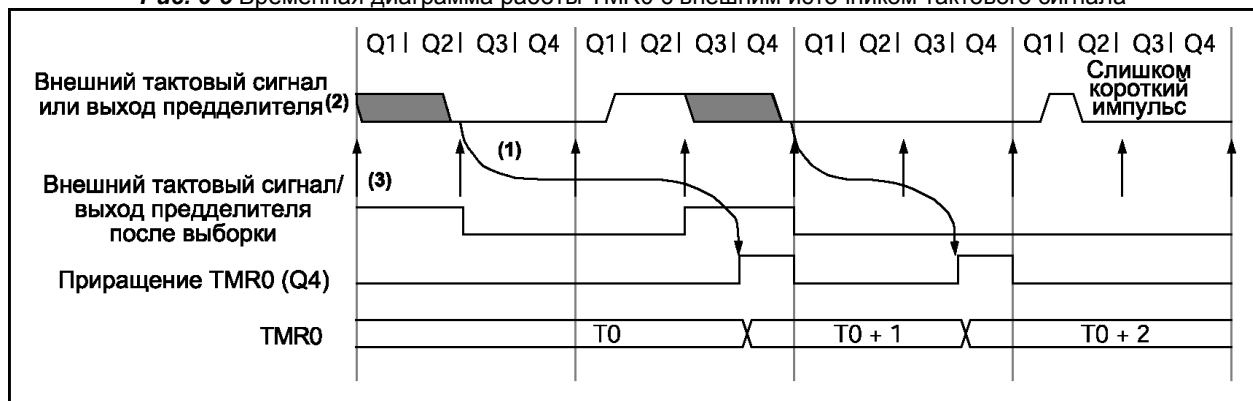 Рис. 6-3 Временная диаграмма работы TMR0 с внешним источником тактового сигнала
Q1| Q2| Q3| Q4 Q1| Q2| Q3| Q4 Q1| Q2| Q3| Q4 Q1| Q2| Q3| Q4
Внешний тактовый сигнал
или выход предделителя(2)
Слишком
короткий
импульс
(1)
(3)
Внешний тактовый сигнал/
выход предделителя
после выборки
Приращение TMR0 (Q4)
TMR0
T0 T0 + 1 T0 + 2